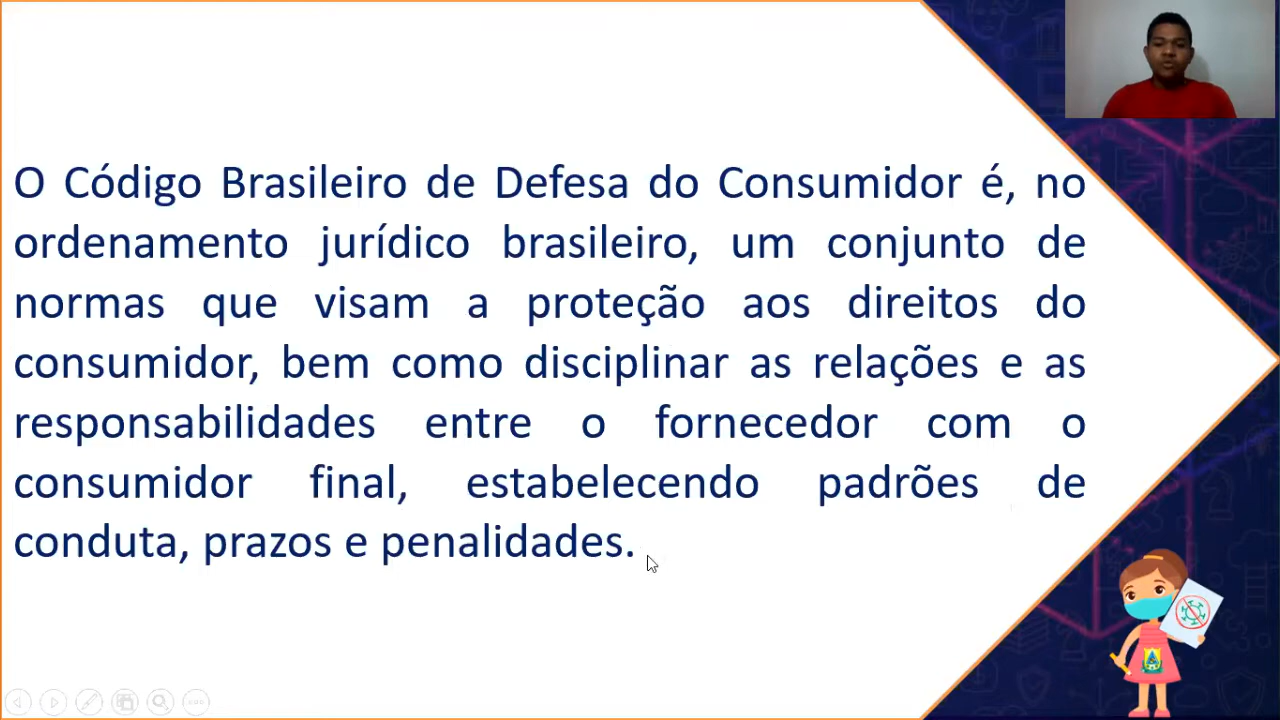 O Código Brasileiro de Defesa do Consumidor é, no
ordenamento jurídico brasileiro, um conjunto de
normas que visam a proteção aos direitos do
consumidor, bem como disciplinar as relações e as
responsabilidades entre o fornecedor com o
consumidor final, estabelecendo padrões de
conduta, prazos e penalidades.